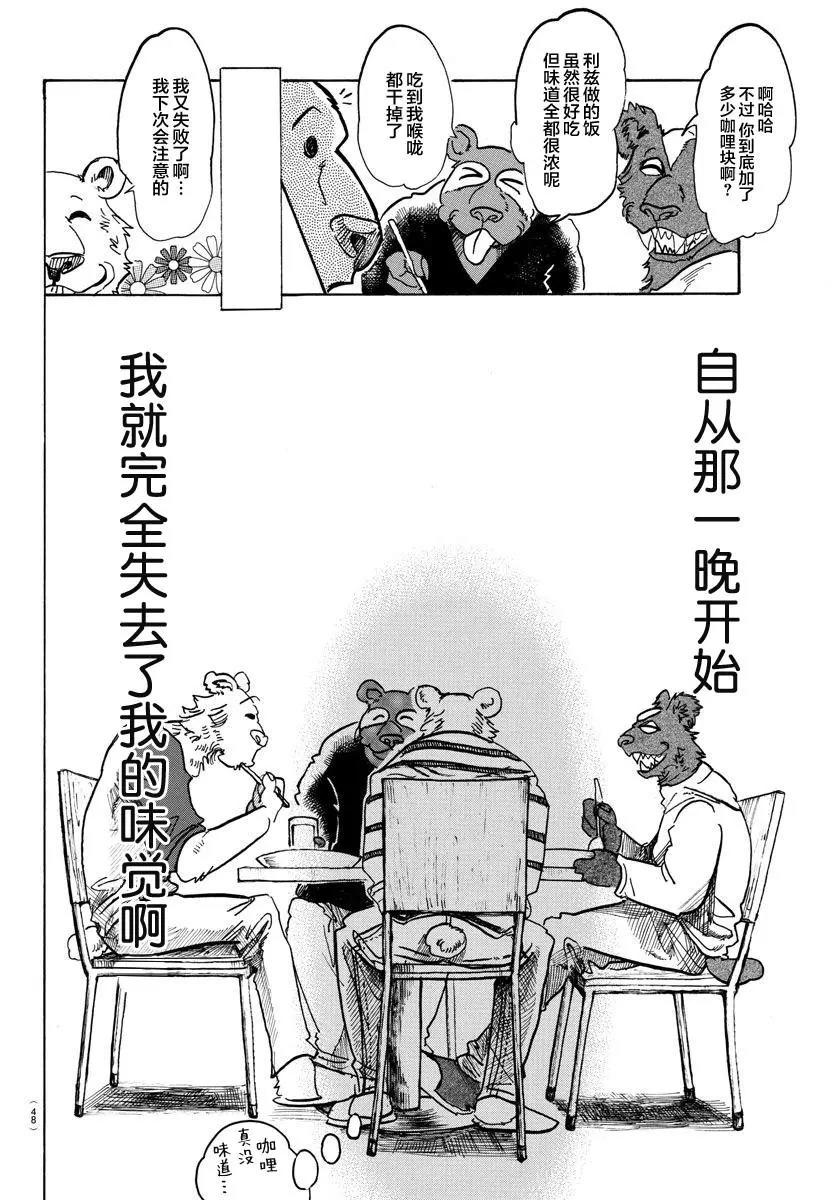 啊哈哈
不过 你到底加了
多少咖哩块啊？
利兹做的饭
虽然很好吃
但味道全都很浓呢
吃到我喉咙
都干掉了
我又失败了啊…
我下次会注意的
自从那一晚开始
我就完全失去了我的味觉啊
咖哩
真没
味道…
48